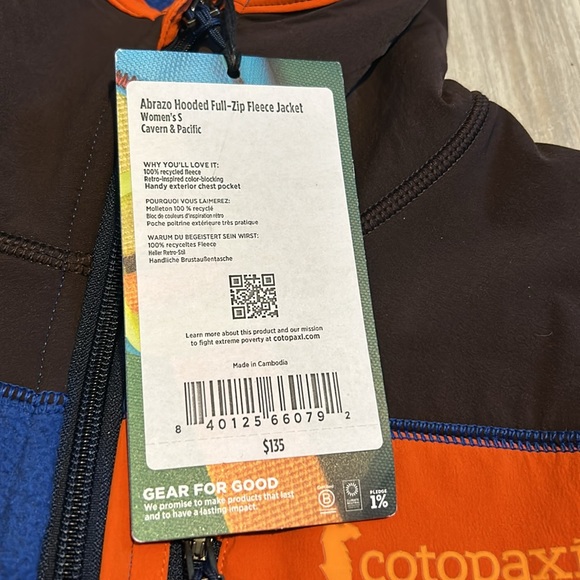 Abrazo Hooded Full-Zip Fleece Jacket
Women's S
Cavern & Pacific
WHY YOU'LL LOVE IT:
100% recycled fleece
Retro-inspired color-blocking
Handy exterior chest pocket
POURQUOI VOUS LAIMEREZ:
Molleton 100 % recyclé
Bloc de couleurs d'inspiration rétro
Poche poitrine extérieure très pratique
WARUM DU BEGEISTERT SEIN WIRST:
100% recyceltes Fleece
Heller Retro-Stil
Handliche Brustaußentasche
Learn more about this product and our mission
to fight extreme poverty at cotopaxi.com
Made in Cambodia
8 40125 66079 2
$135
GEAR FOR GOOD
We promise to make products that last
and to have a lasting impact.
B
PLEDGE
1%
cotopaxi